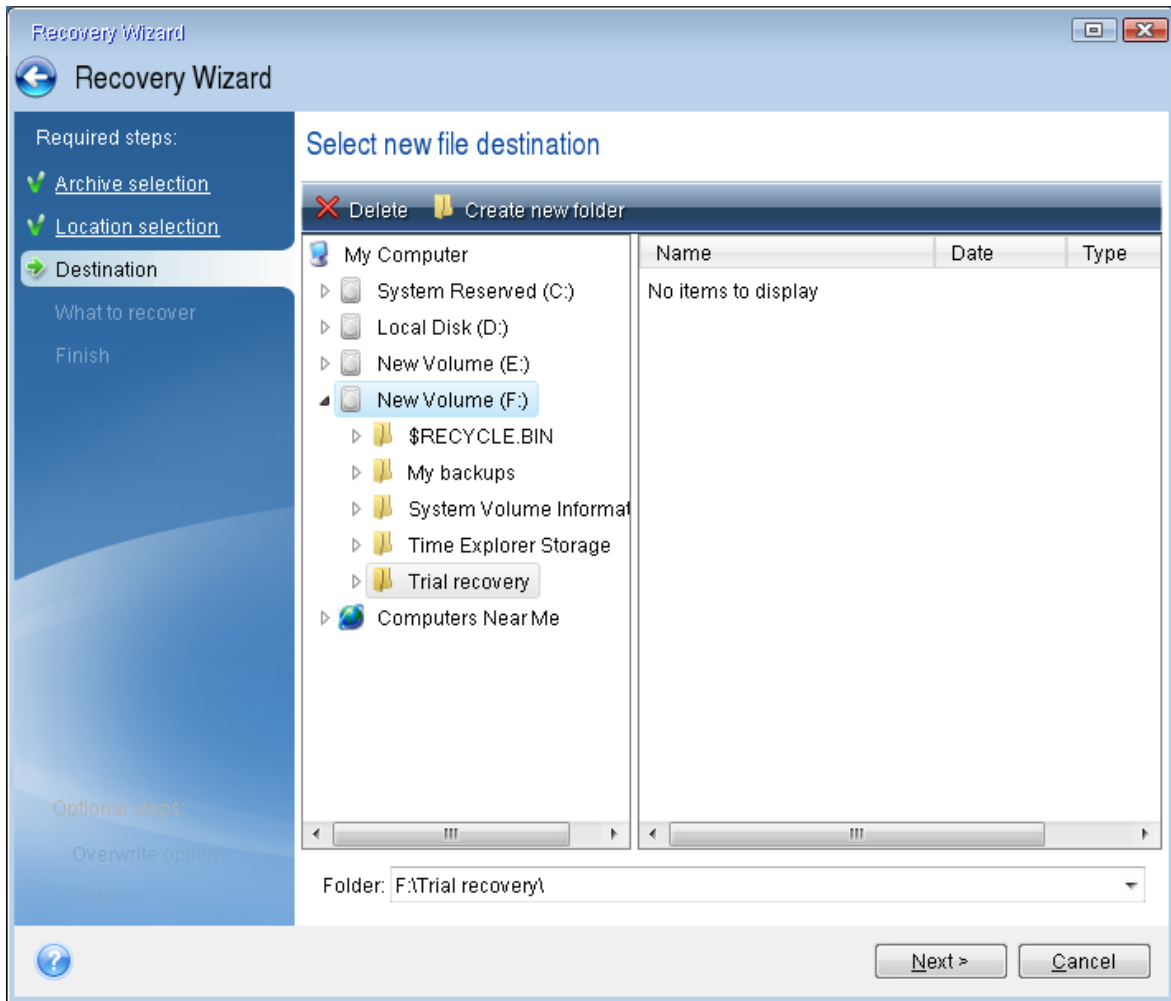 Recovery Wizard
Recovery Wizard
Required steps:
Archive selection
Location selection
Destination
What to recover
Finish
Optional steps:
Overwrite options
Options
Select new file destination
Delete
Create new folder
My Computer
System Reserved (C:)
Local Disk (D:)
New Volume (E:)
New Volume (F:)
$RECYCLE.BIN
My backups
System Volume Informat
Time Explorer Storage
Trial recovery
Computers Near Me
Name Date Type
No items to display
Folder: F:\Trial recovery\
Next >
Cancel